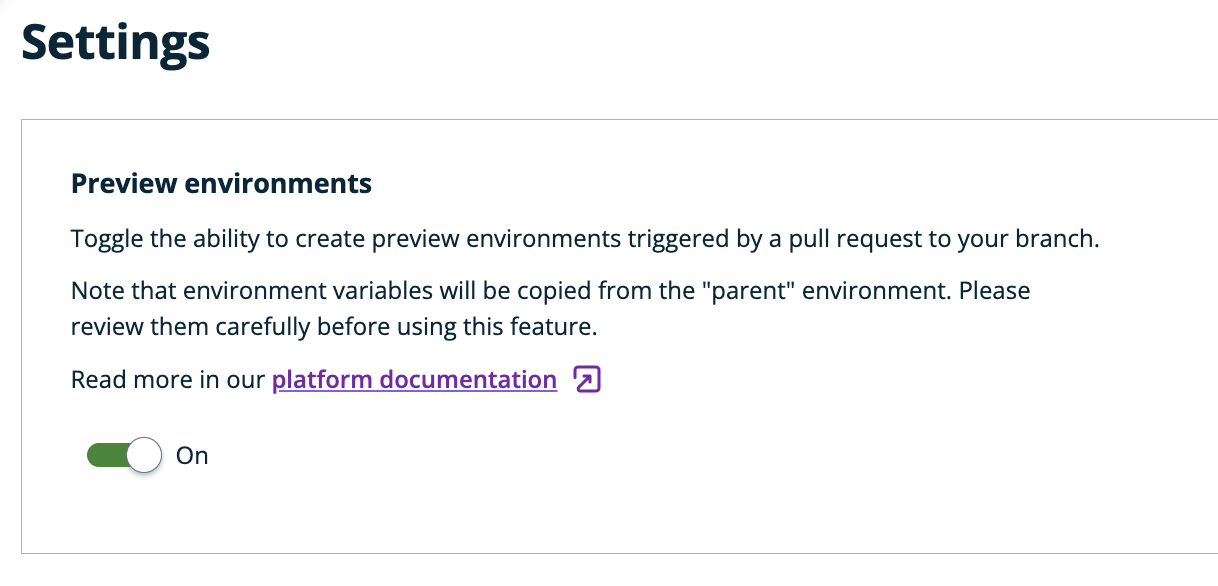 Settings
Preview environments
Toggle the ability to create preview environments triggered by a pull request to your branch.
Note that environment variables will be copied from the "parent" environment. Please
review them carefully before using this feature.
Read more in our platform documentation
On